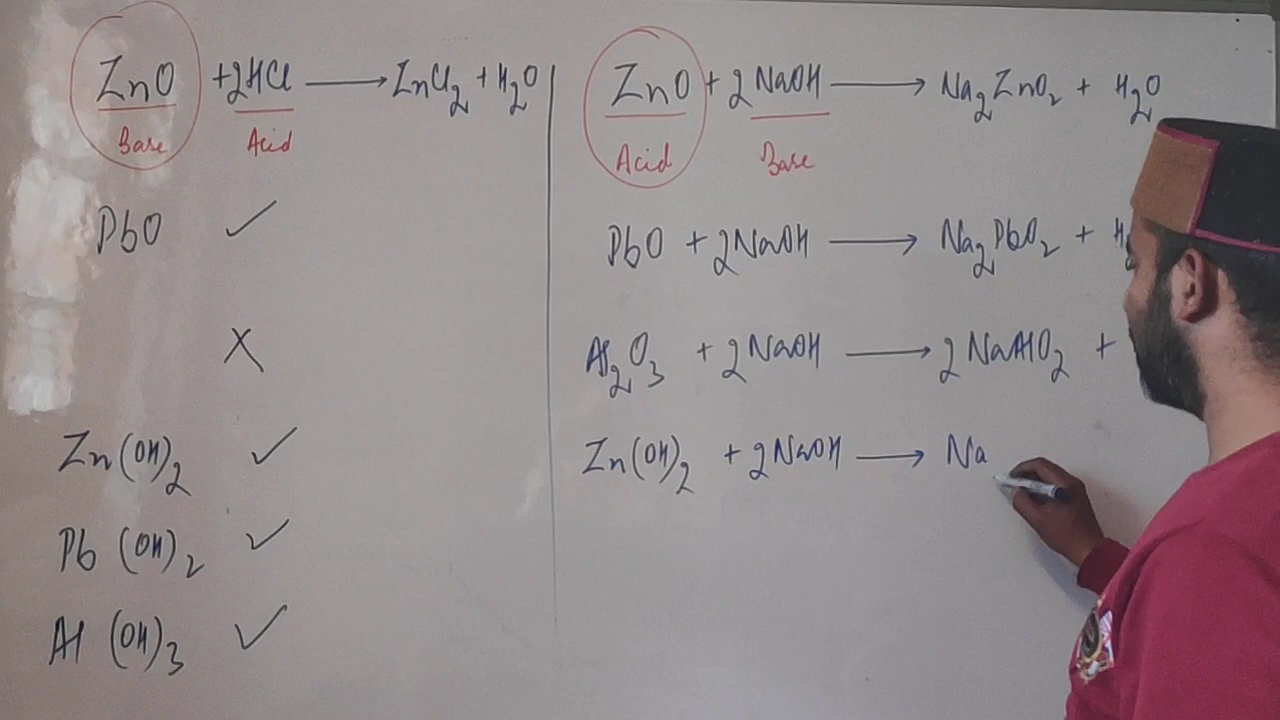 ZnO + 2HCl ⟶ ZnCl₂ + H₂O
Base Acid
PbO ✓
X
Zn(OH)₂ ✓
Pb (OH)₂ ✓
Al (OH)₃ ✓
ZnO + 2NaOH ⟶ Na₂ZnO₂ + H₂O
Acid Base
PbO + 2NaOH ⟶ Na₂PbO₂ + H
Al₂O₃ + 2NaOH ⟶ 2NaAlO₂ +
Zn(OH)₂ + 2NaOH ⟶ Na